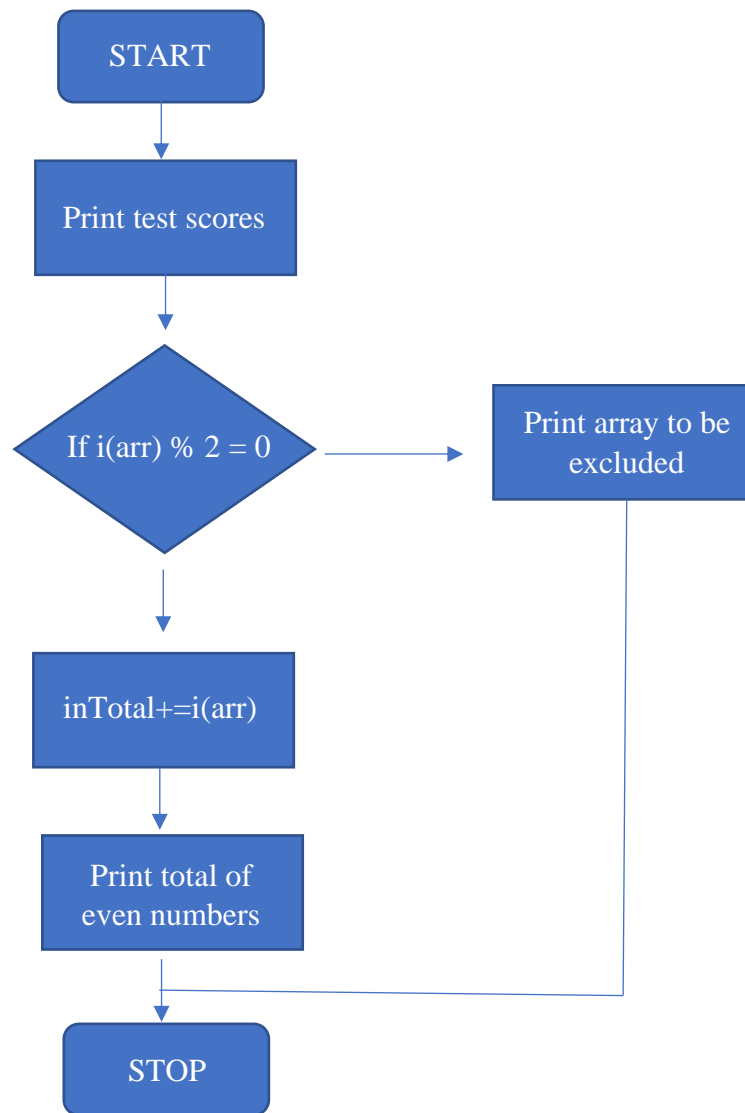 START
Print test scores
If i(arr) % 2 = 0
Print array to be
excluded
inTotal+=i(arr)
Print total of
even numbers
STOP